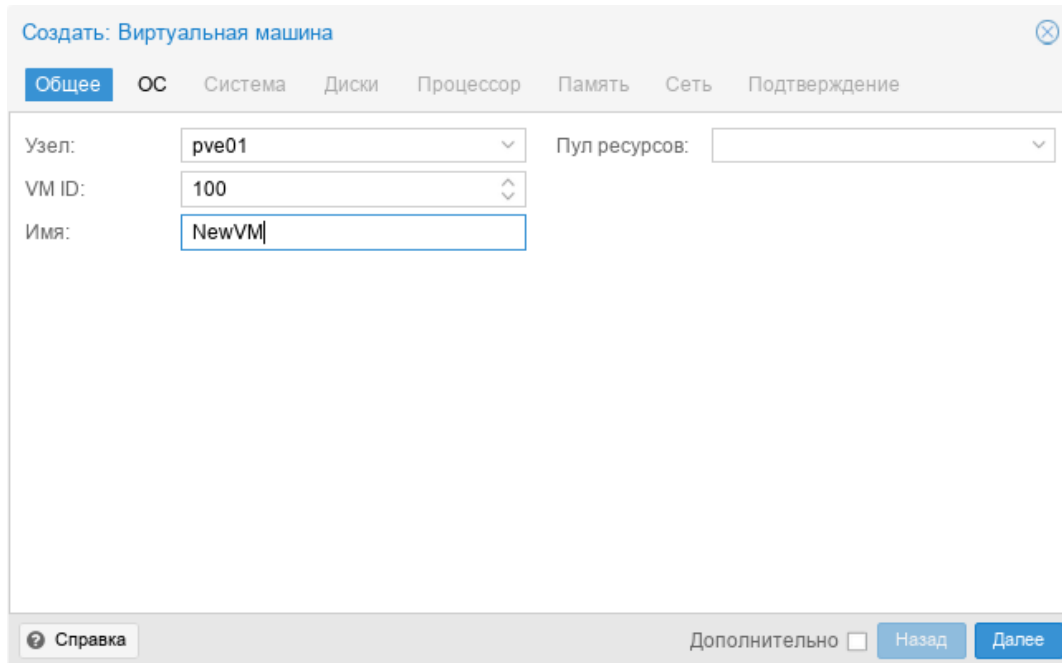 Создать: Виртуальная машина
Общее ОС Система Диски Процессор Память Сеть Подтверждение
Узел: pve01 Пул ресурсов:
VM ID: 100
Имя: NewVM
Справка Дополнительно Назад Далее